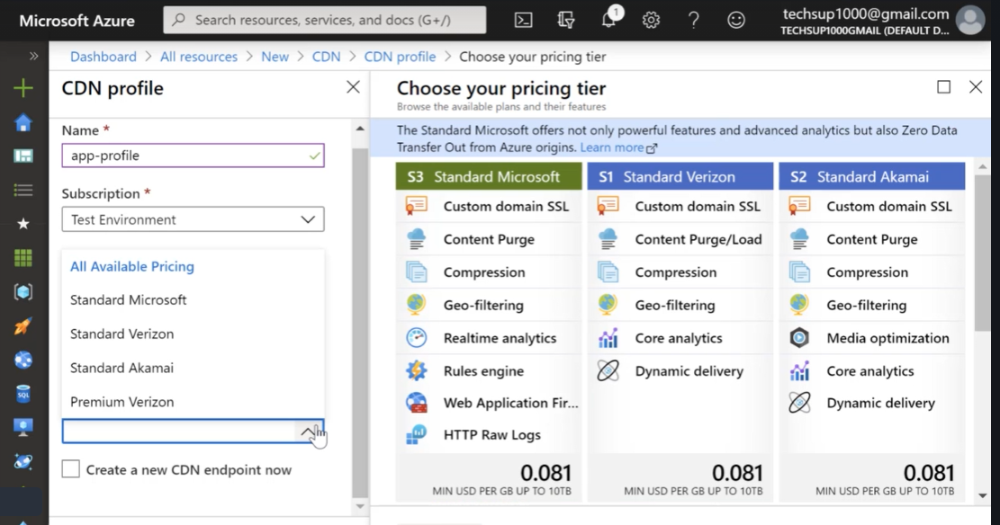 Microsoft Azure
Search resources, services, and docs (G+/)
1
techsup1000@gmail.com
TECHSUP1000GMAIL (DEFAULT D...
Dashboard > All resources > New > CDN > CDN profile > Choose your pricing tier
CDN profile
Name *
app-profile
Subscription *
Test Environment
All Available Pricing
Standard Microsoft
Standard Verizon
Standard Akamai
Premium Verizon
Create a new CDN endpoint now
Choose your pricing tier
Browse the available plans and their features
The Standard Microsoft offers not only powerful features and advanced analytics but also Zero Data
Transfer Out from Azure origins. Learn more
S3 Standard Microsoft
Custom domain SSL
Content Purge
Compression
Geo-filtering
Realtime analytics
Rules engine
Web Application Fir...
HTTP Raw Logs
0.081
MIN USD PER GB UP TO 10TB
S1 Standard Verizon
Custom domain SSL
Content Purge/Load
Compression
Geo-filtering
Core analytics
Dynamic delivery
0.081
MIN USD PER GB UP TO 10TB
S2 Standard Akamai
Custom domain SSL
Content Purge
Compression
Geo-filtering
Media optimization
Core analytics
Dynamic delivery
0.081
MIN USD PER GB UP TO 10TB
SQL